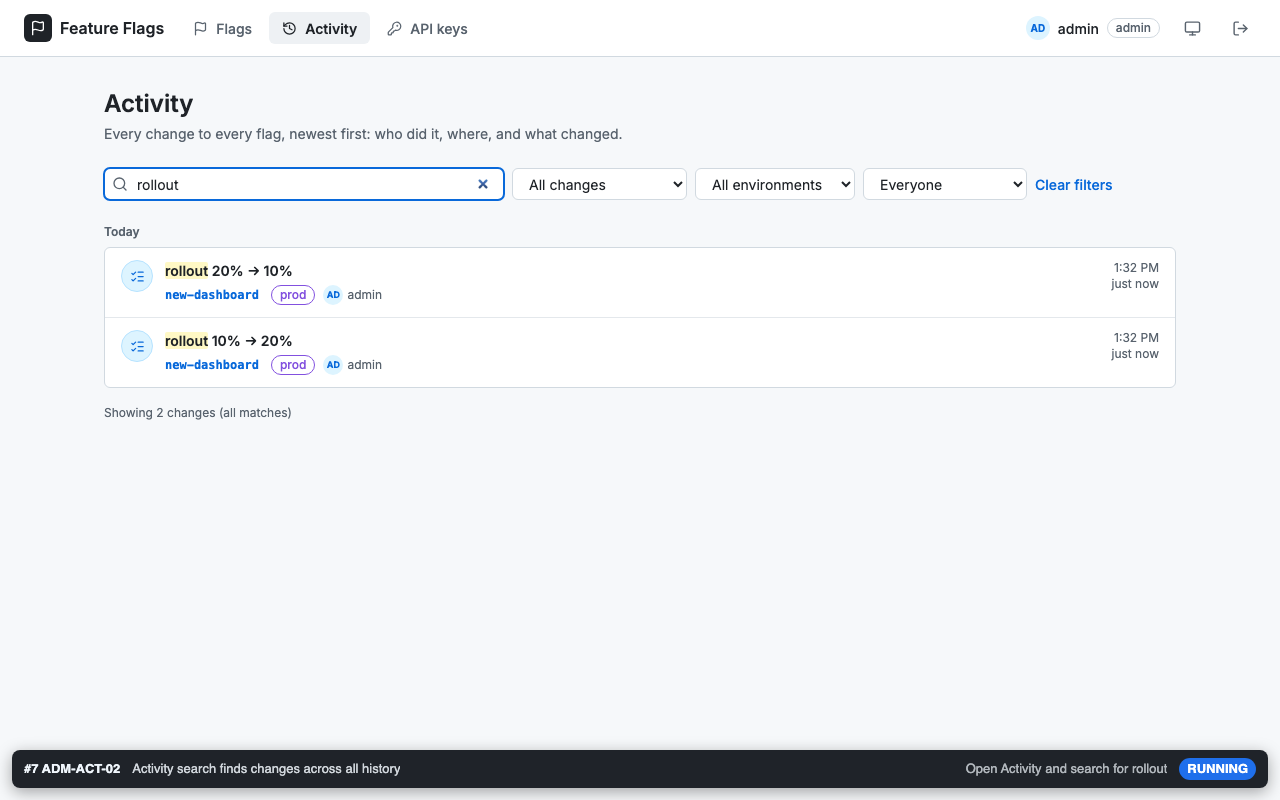 Feature Flags Flags Activity API keys AD admin admin
Activity
Every change to every flag, newest first: who did it, where, and what changed.
rollout All changes All environments Everyone Clear filters
Today
rollout 20% → 10% 1:32 PM
new-dashboard prod AD admin just now
rollout 10% → 20% 1:32 PM
new-dashboard prod AD admin just now
Showing 2 changes (all matches)
#7 ADM-ACT-02 Activity search finds changes across all history Open Activity and search for rollout RUNNING